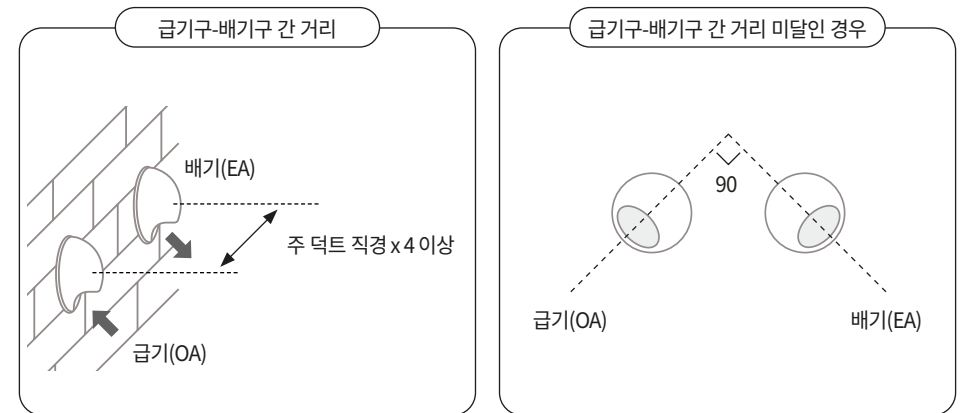 급기구-배기구 간 거리
배기(EA)
주 덕트 직경 x 4 이상
급기(OA)
급기구-배기구 간 거리 미달인 경우
90
급기(OA)
배기(EA)